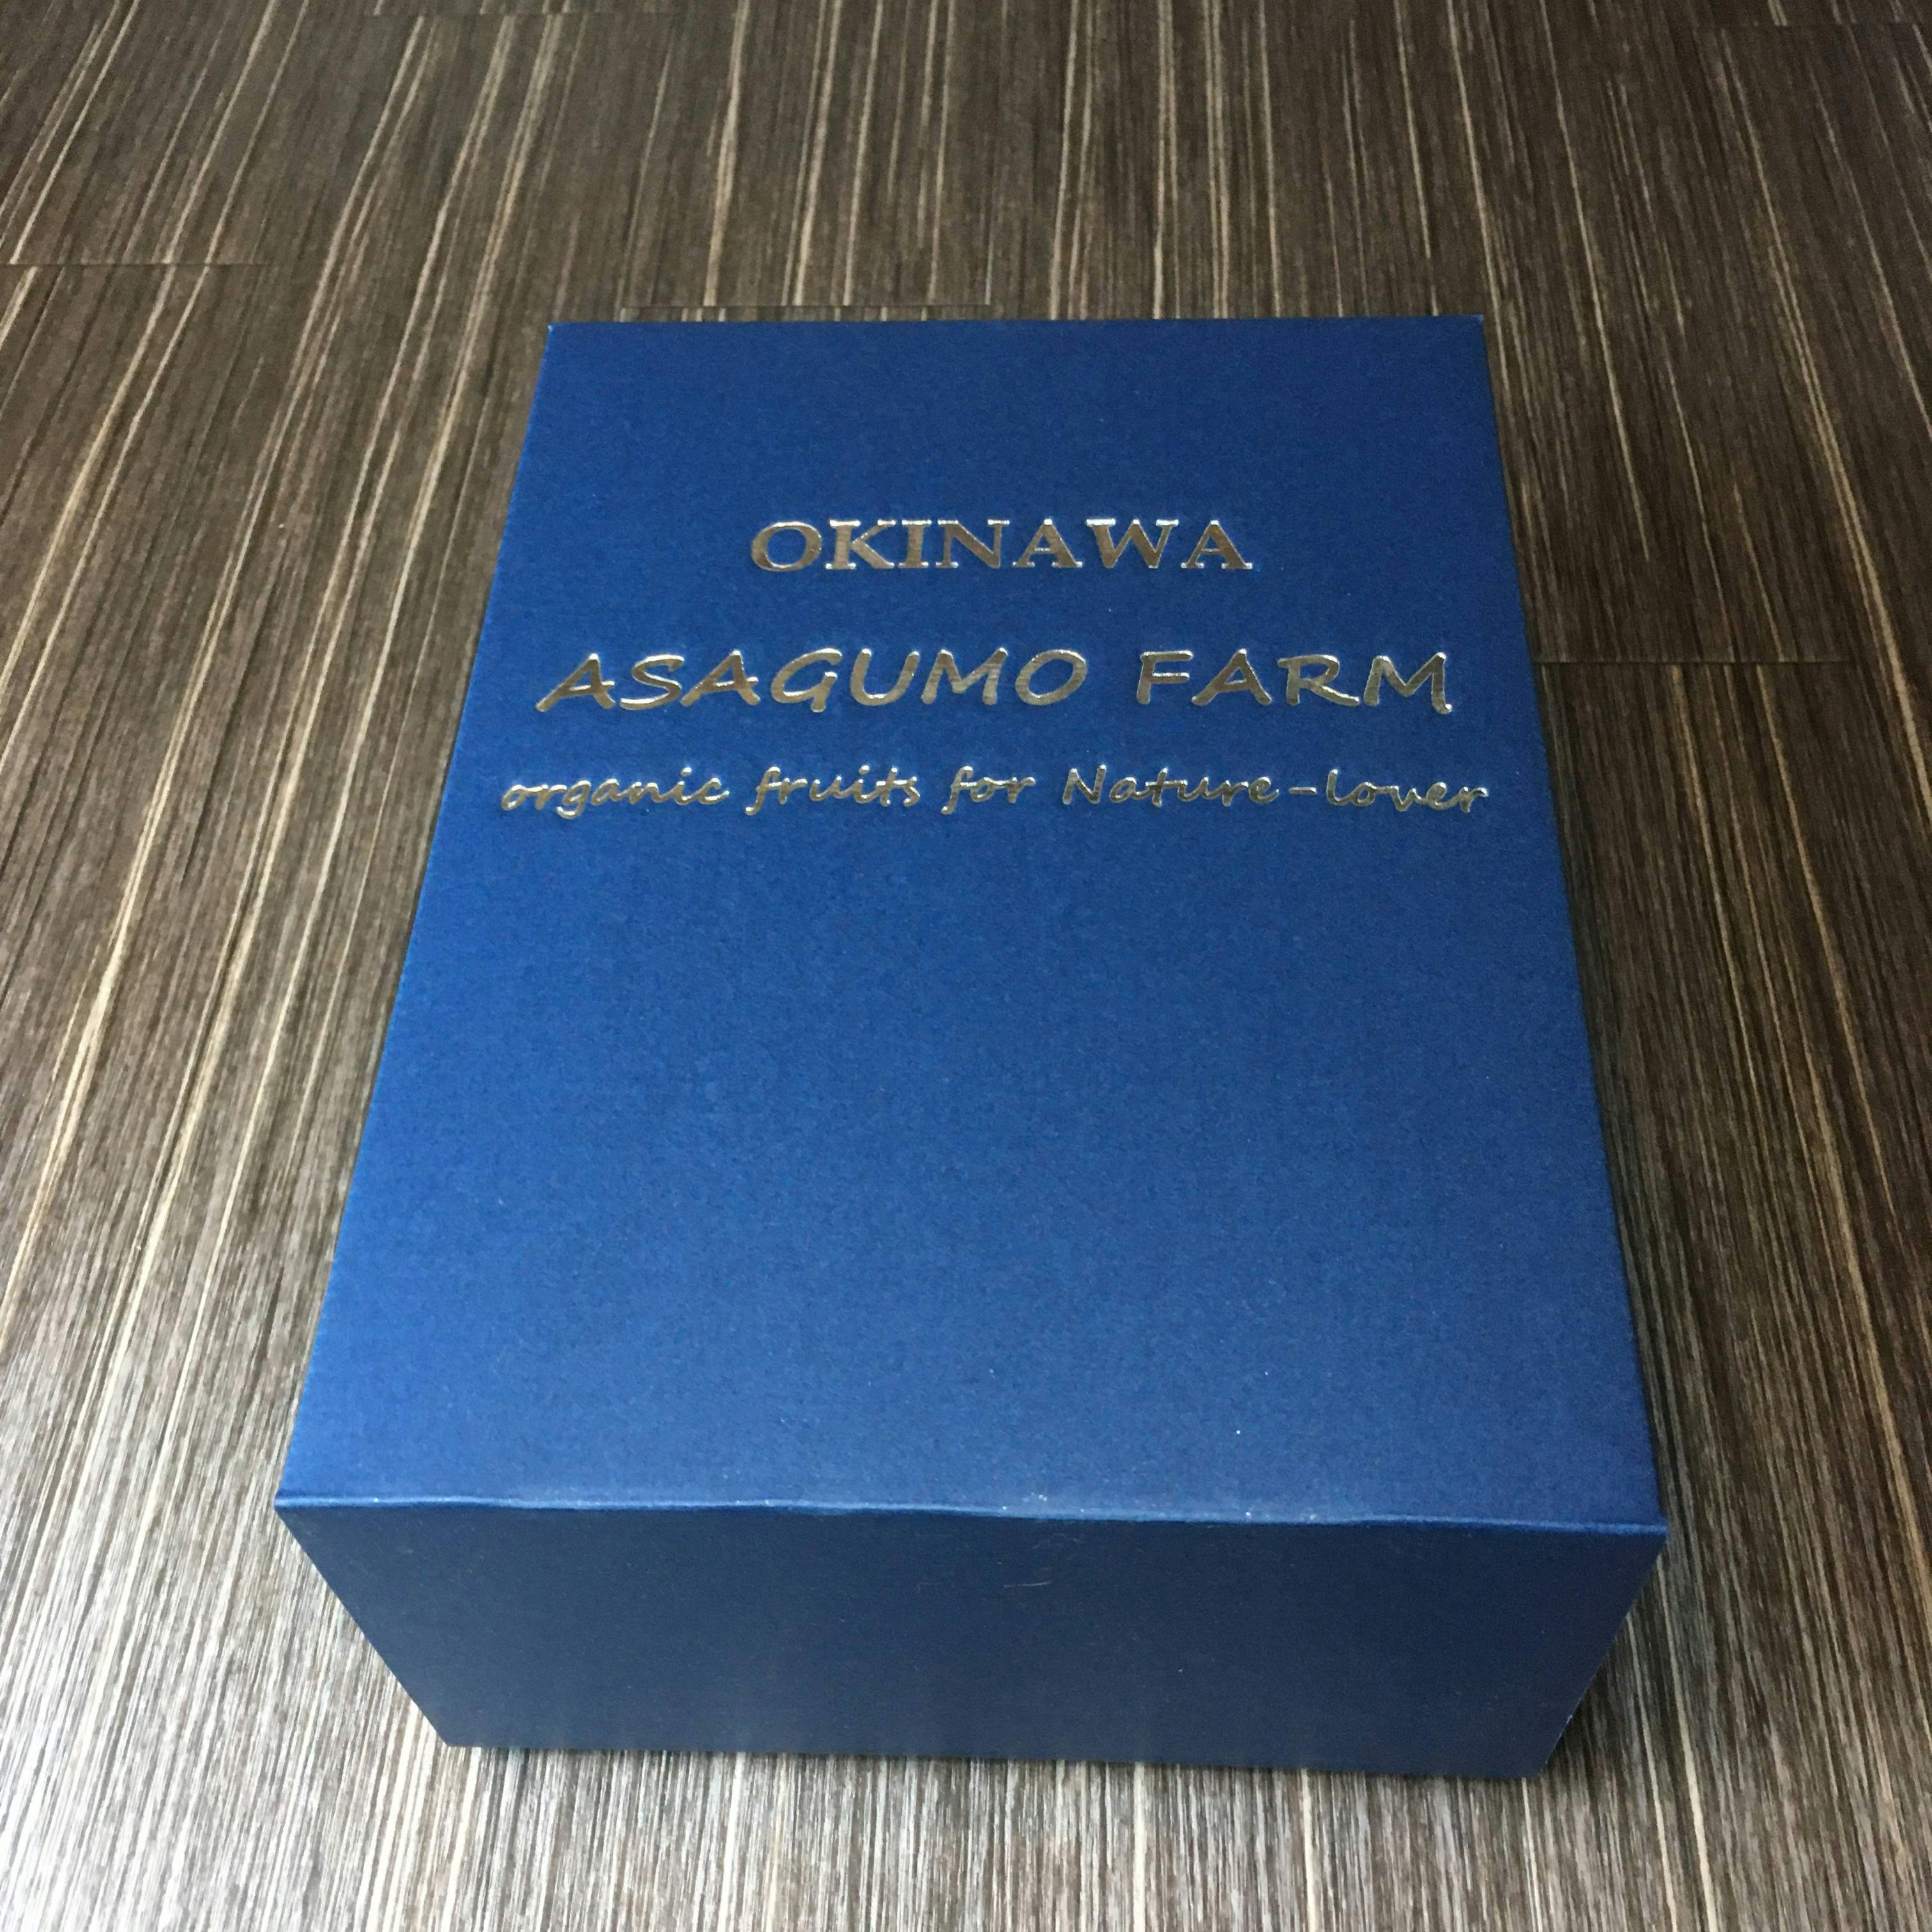 OKINAWA
ASAGUMO FARM
organic fruits for Nature-lover